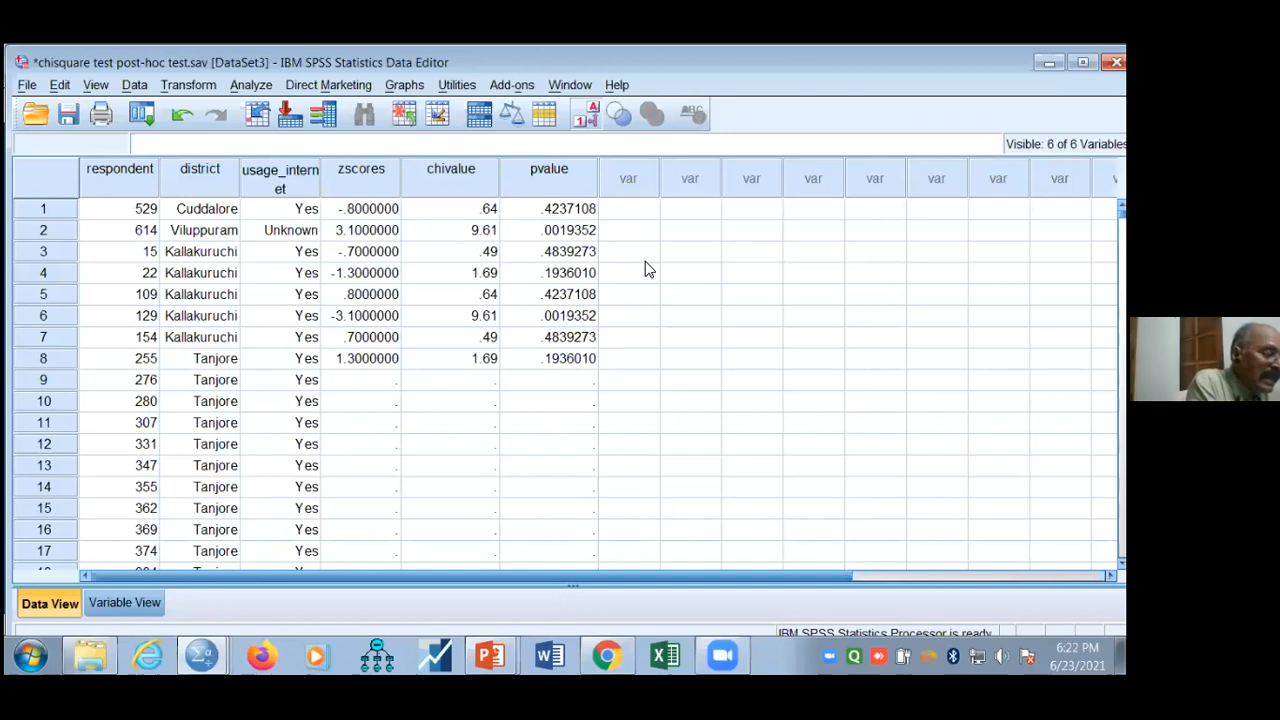 *chisquare test post-hoc test.sav [DataSet3] - IBM SPSS Statistics Data Editor
File Edit View Data Transform Analyze Direct Marketing Graphs Utilities Add-ons Window Help
Visible: 6 of 6 Variables
respondent district usage_intern et zscores chivalue pvalue var var var var var var var var
1 529 Cuddalore Yes -.8000000 .64 .4237108
2 614 Viluppuram Unknown 3.1000000 9.61 .0019352
3 15 Kallakuruchi Yes -.7000000 .49 .4839273
4 22 Kallakuruchi Yes -1.3000000 1.69 .1936010
5 109 Kallakuruchi Yes .8000000 .64 .4237108
6 129 Kallakuruchi Yes -3.1000000 9.61 .0019352
7 154 Kallakuruchi Yes .7000000 .49 .4839273
8 255 Tanjore Yes 1.3000000 1.69 .1936010
9 276 Tanjore Yes . . .
10 280 Tanjore Yes . . .
11 307 Tanjore Yes . . .
12 331 Tanjore Yes . . .
13 347 Tanjore Yes . . .
14 355 Tanjore Yes . . .
15 362 Tanjore Yes . . .
16 369 Tanjore Yes . . .
17 374 Tanjore Yes . . .
Data View Variable View
IBM SPSS Statistics Processor is ready
6:22 PM
6/23/2021